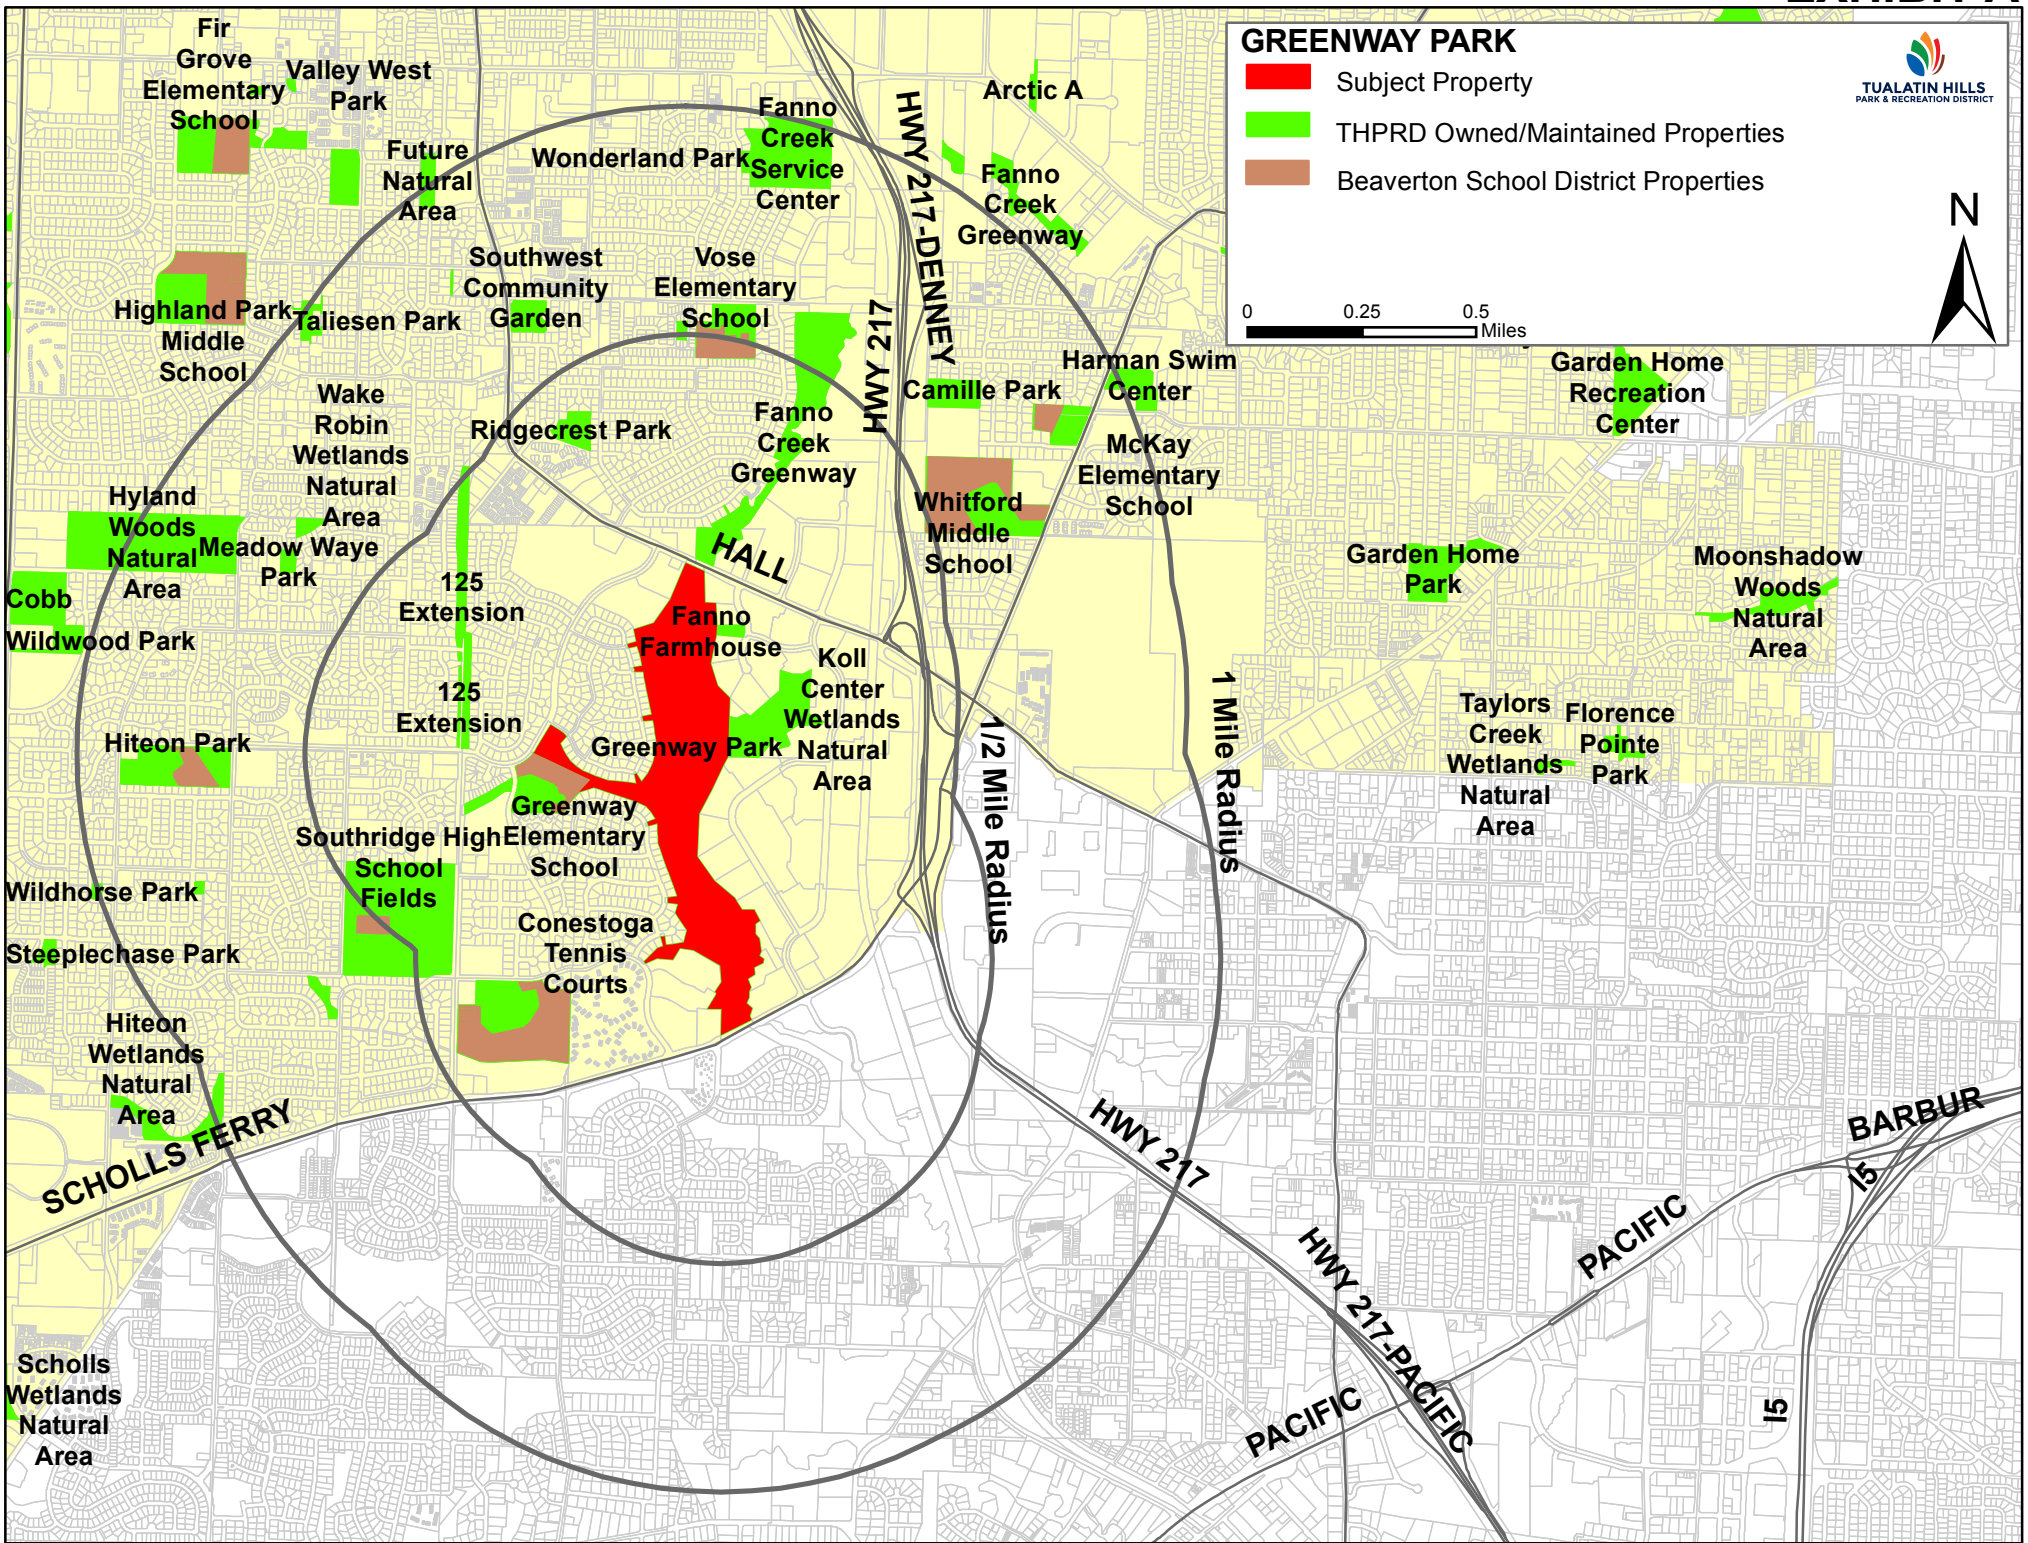 GREENWAY PARK
Subject Property
THPRD Owned/Maintained Properties
Beaverton School District Properties
TUALATIN HILLS
PARK & RECREATION DISTRICT
N
0 0.25 0.5
Miles
Fir
Grove
Elementary
School
Valley West
Park
Future
Natural
Area
Wonderland Park
Fanno
Creek
Service
Center
HWY 217-DENNEY
Arctic A
Fanno
Creek
Greenway
Highland Park
Middle
School
Taliesen Park
Southwest
Community
Garden
Vose
Elementary
School
HWY 217
Fanno
Creek
Greenway
Camille Park
Harman Swim
Center
Garden Home
Recreation
Center
Wake
Robin
Wetlands
Natural
Area
Ridgecrest Park
McKay
Elementary
School
Whitford
Middle
School
Hyland
Woods
Natural
Area
Meadow Waye
Park
HALL
Cobb
Wildwood Park
125
Extension
125
Extension
Fanno
Farmhouse
Koll
Center
Wetlands
Natural
Area
Garden Home
Park
Moonshadow
Woods
Natural
Area
Hiteon Park
Greenway Park
1/2 Mile Radius
1 Mile Radius
Taylors
Creek
Wetlands
Natural
Area
Florence
Pointe
Park
Greenway
Elementary
School
Southridge High
School
Fields
Wildhorse Park
Steeplechase Park
Conestoga
Tennis
Courts
Hiteon
Wetlands
Natural
Area
SCHOLLS FERRY
HWY 217
HWY 217-PACIFIC
PACIFIC
PACIFIC
BARBUR
I5
I5
Scholls
Wetlands
Natural
Area